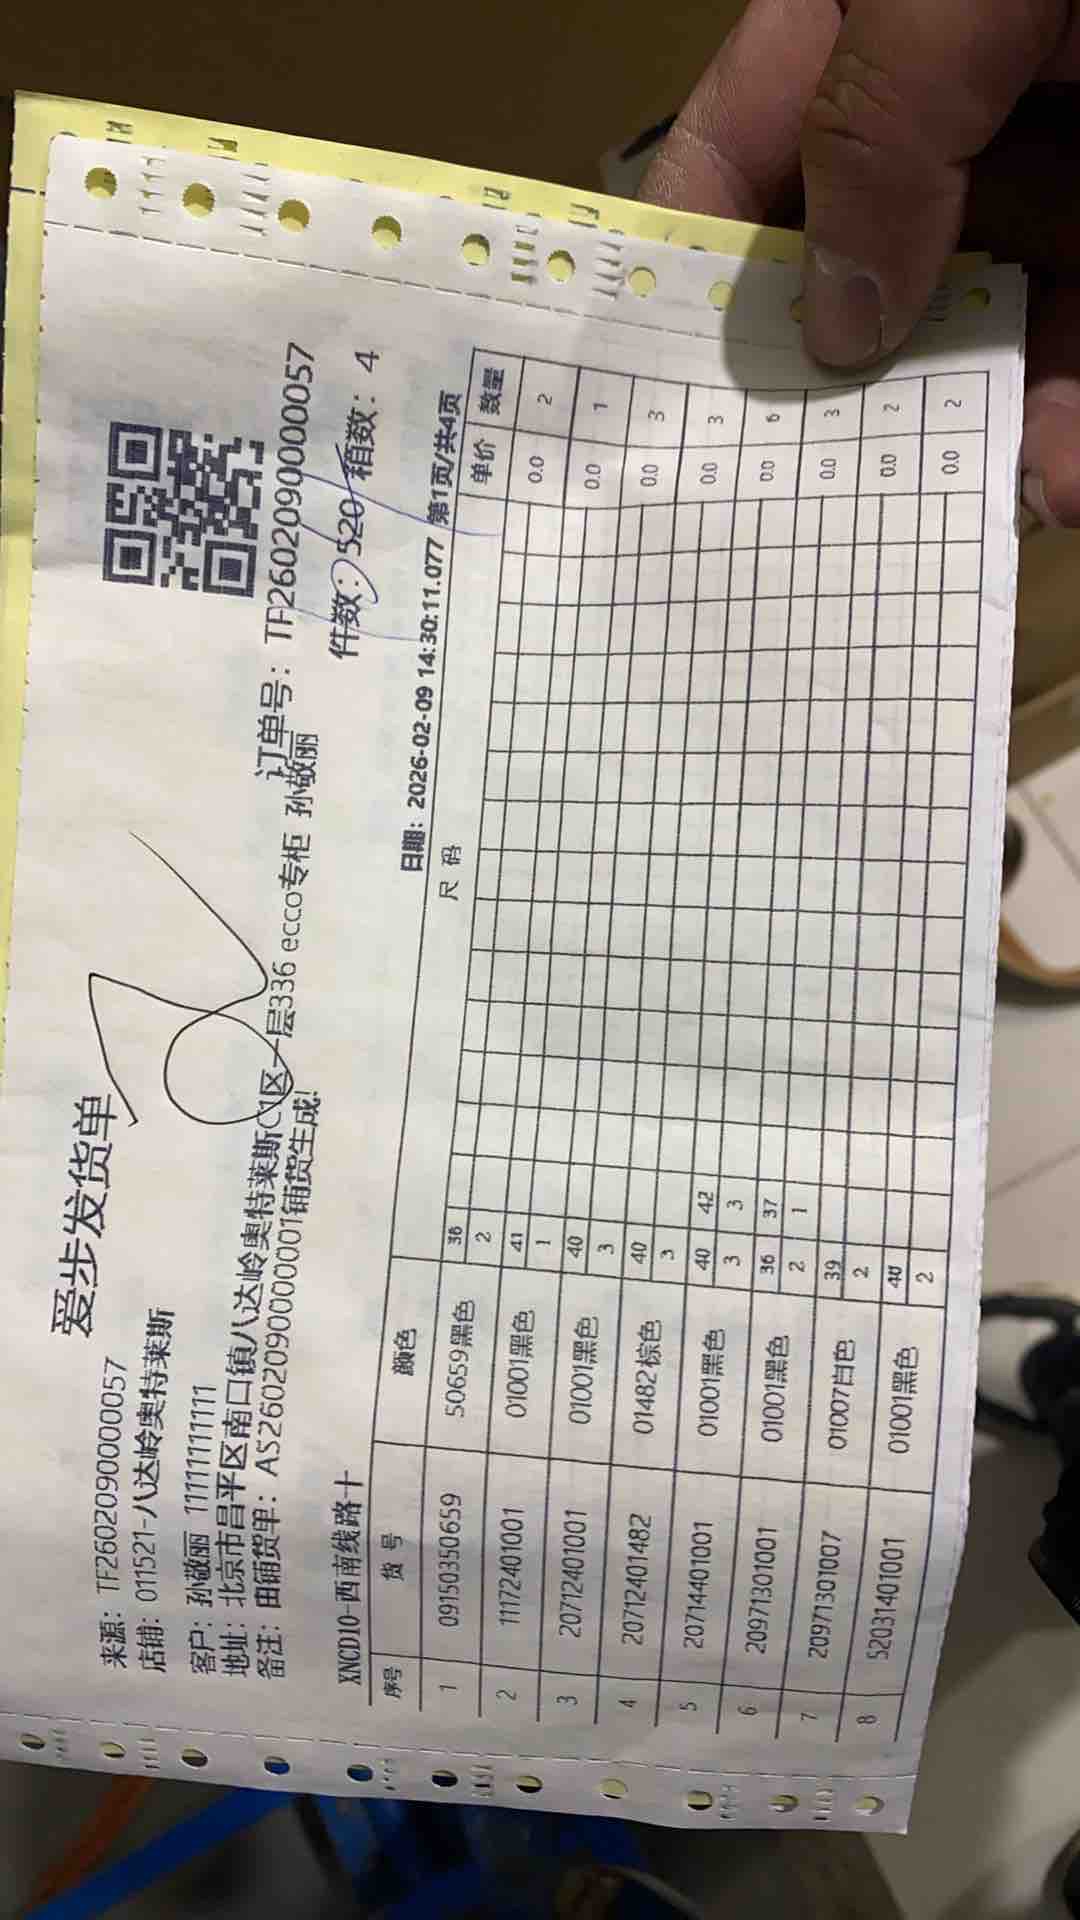 爱步发货单
来源: TF260209000057
店铺: 011521-八达岭奥特莱斯
客户: 孙敬丽 11111111111
地址: 北京市昌平区南口镇八达岭奥特莱斯C1区一层336 ecco专柜 孙敬丽
备注: 由铺货单: AS260209000001铺货生成!
订单号: TF260209000057
件数: 520 箱数: 4
XNCD10-西南线路十
日期: 2026-02-09 14:30:11.077 第1页/共4页
序号 货号 颜色 尺码 单价 数量
1 09150350659 50659黑色 36 0.0 2
2
2 11172401001 01001黑色 41 0.0 1
1
3 20712401001 01001黑色 40 0.0 3
3
4 20712401482 01482棕色 40 0.0 3
3
5 20714401001 01001黑色 40 42 0.0 6
3 3
6 20971301001 01001黑色 36 37 0.0 3
2 1
7 20971301007 01007白色 39 0.0 2
2
8 52031401001 01001黑色 40 0.0 2
2